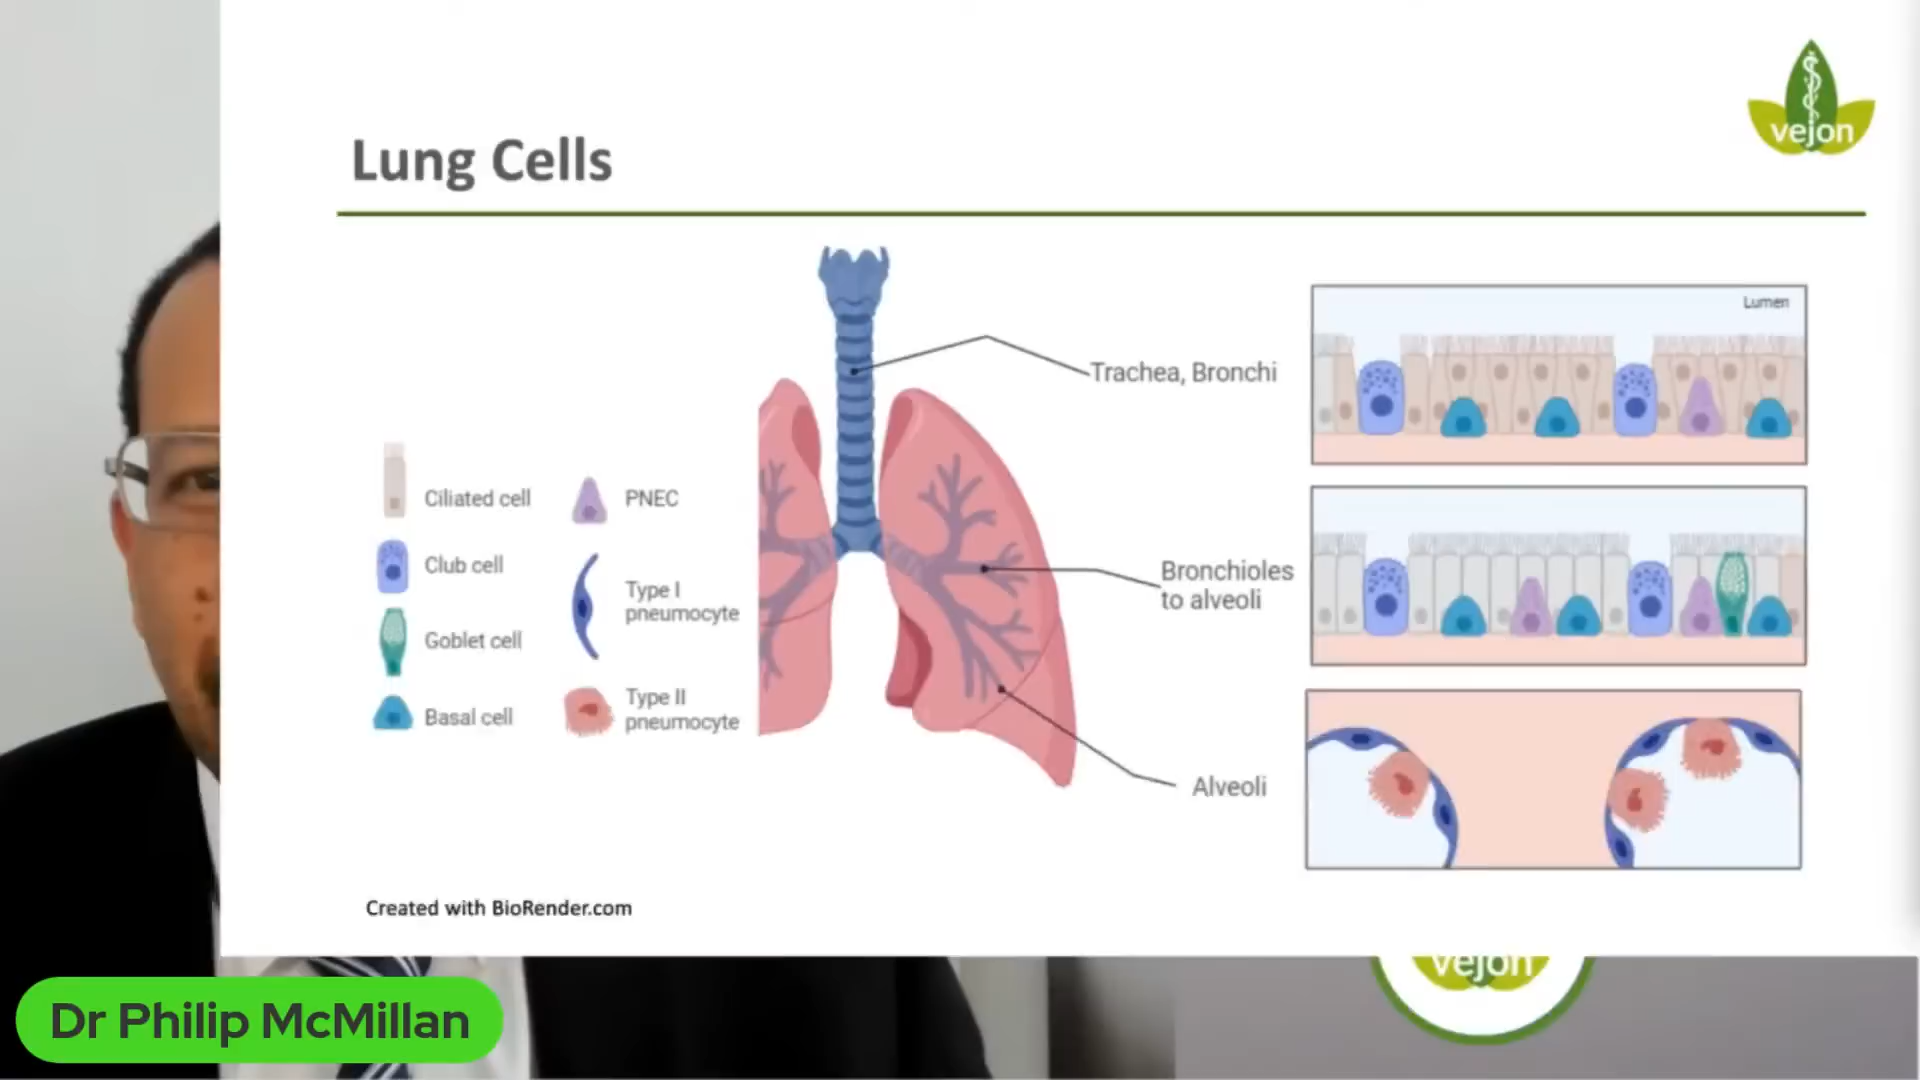 vejon
Lung Cells
Lumen
Trachea, Bronchi
Ciliated cell
PNEC
Club cell
Type I
pneumocyte
Goblet cell
Bronchioles
to alveoli
Basal cell
Type II
pneumocyte
Alveoli
Created with BioRender.com
vejon
Dr Philip McMillan